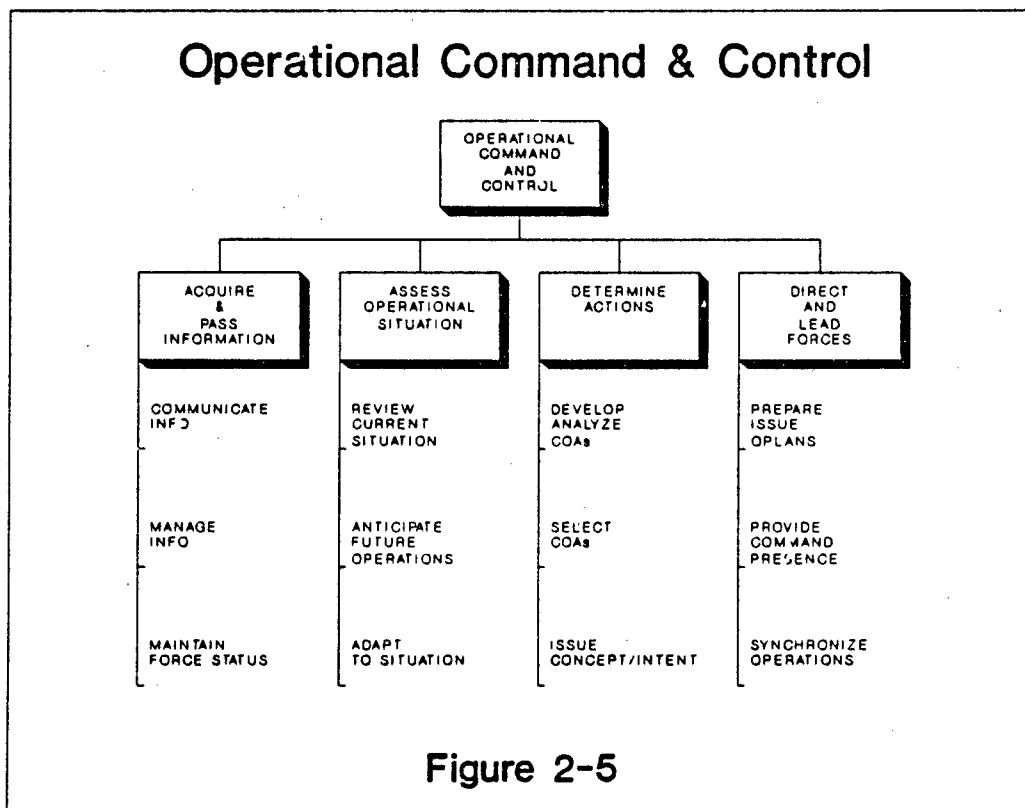 Operational Command & Control
OPERATIONAL
COMMAND
AND
CONTROL
ACQUIRE
&
PASS
INFORMATION
ASSESS
OPERATIONAL
SITUATION
DETERMINE
ACTIONS
DIRECT
AND
LEAD
FORCES
COMMUNICATE
INFO
REVIEW
CURRENT
SITUATION
DEVELOP
ANALYZE
COAs
PREPARE
ISSUE
OPLANS
MANAGE
INFO
ANTICIPATE
FUTURE
OPERATIONS
SELECT
COAs
PROVIDE
COMMAND
PRESENCE
MAINTAIN
FORCE STATUS
ADAPT
TO SITUATION
ISSUE
CONCEPT/INTENT
SYNCHRONIZE
OPERATIONS
Figure 2-5